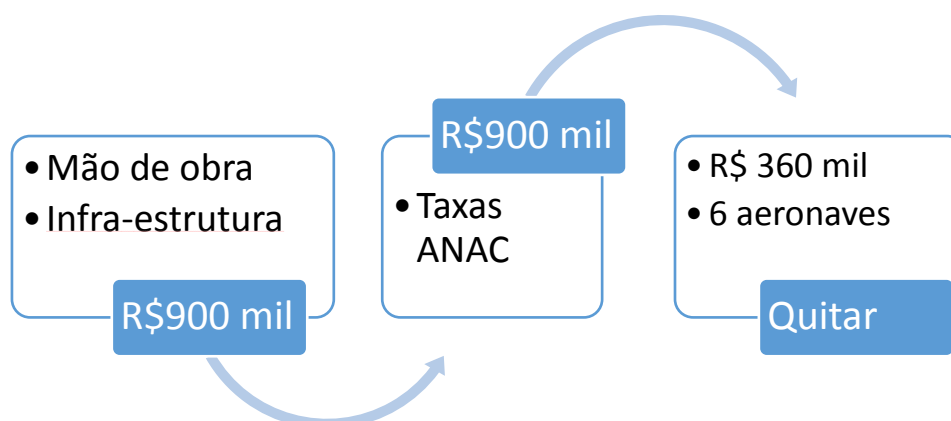 • Mão de obra
• Infra-estrutura
R$900 mil
R$900 mil
• Taxas
ANAC
• R$ 360 mil
• 6 aeronaves
Quitar